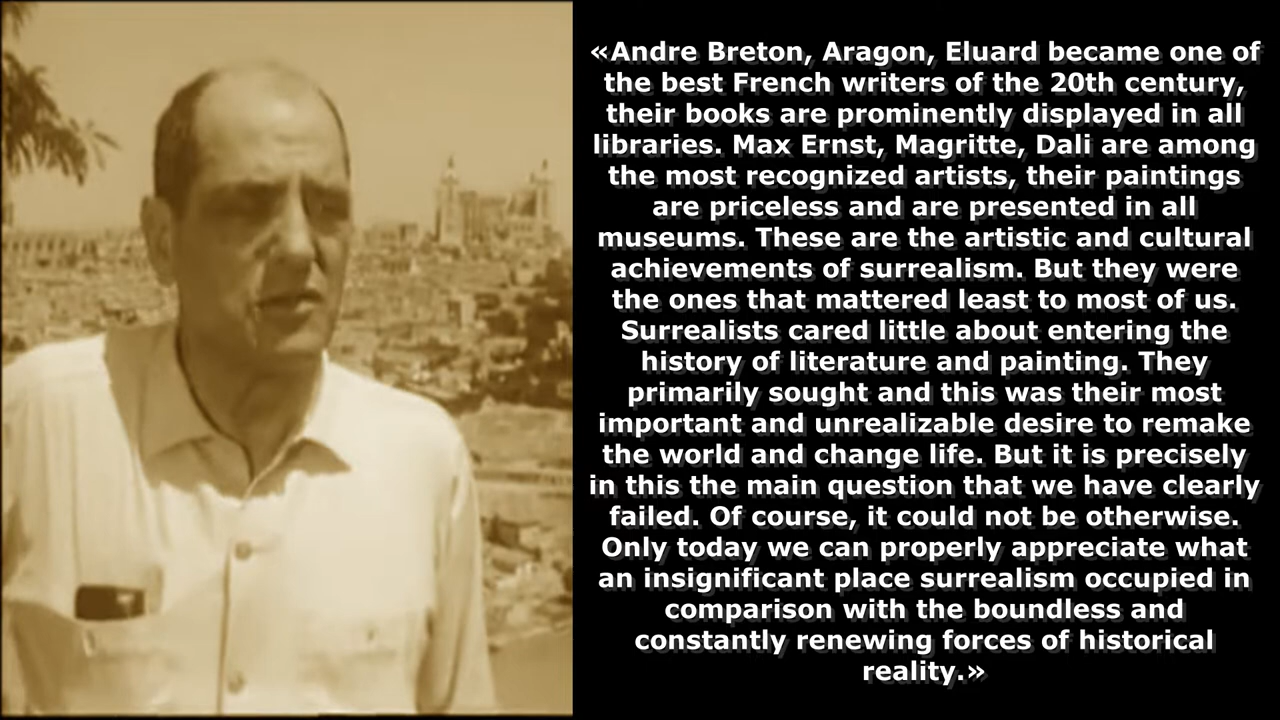 «Andre Breton, Aragon, Eluard became one of
the best French writers of the 20th century,
their books are prominently displayed in all
libraries. Max Ernst, Magritte, Dali are among
the most recognized artists, their paintings
are priceless and are presented in all
museums. These are the artistic and cultural
achievements of surrealism. But they were
the ones that mattered least to most of us.
Surrealists cared little about entering the
history of literature and painting. They
primarily sought and this was their most
important and unrealizable desire to remake
the world and change life. But it is precisely
in this the main question that we have clearly
failed. Of course, it could not be otherwise.
Only today we can properly appreciate what
an insignificant place surrealism occupied in
comparison with the boundless and
constantly renewing forces of historical
reality.»